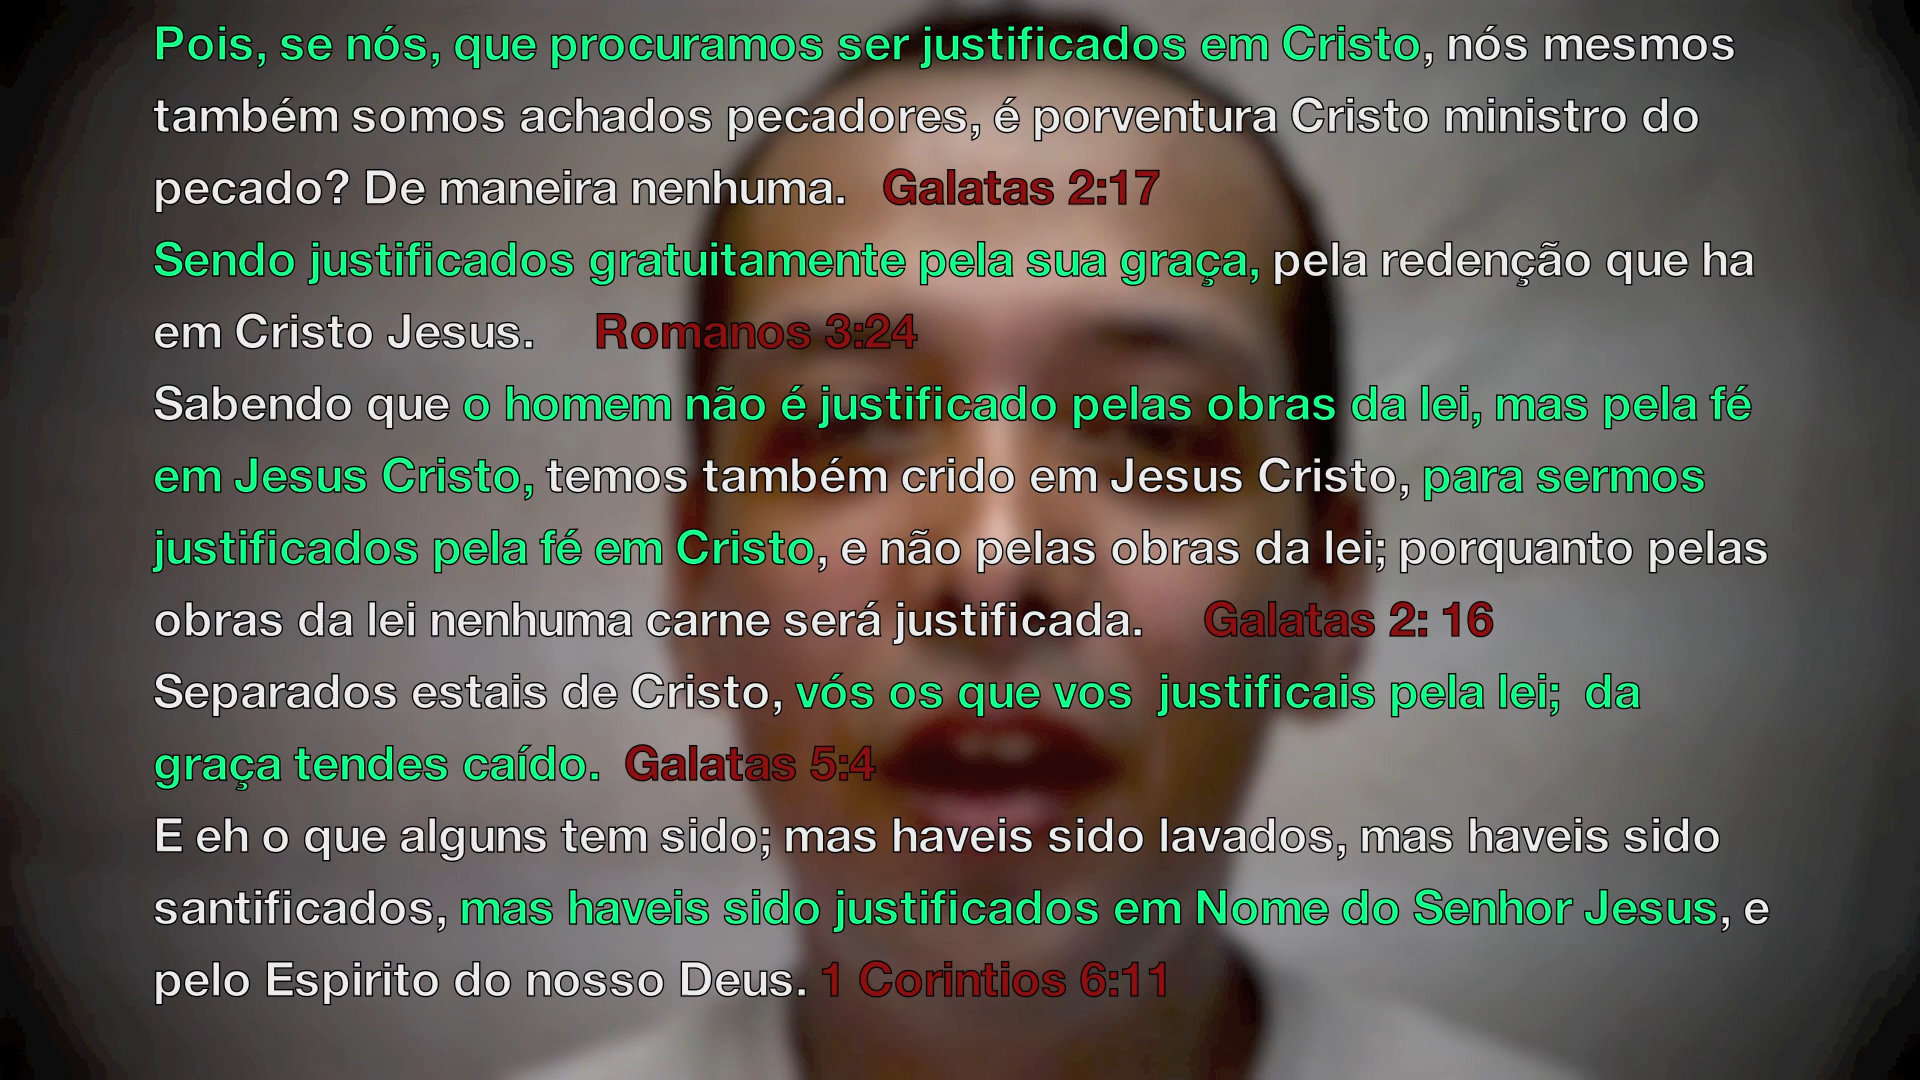 Pois, se nós, que procuramos ser justificados em Cristo, nós mesmos
também somos achados pecadores, é porventura Cristo ministro do
pecado? De maneira nenhuma. Galatas 2:17
Sendo justificados gratuitamente pela sua graça, pela redenção que ha
em Cristo Jesus. Romanos 3:24
Sabendo que o homem não é justificado pelas obras da lei, mas pela fé
em Jesus Cristo, temos também crido em Jesus Cristo, para sermos
justificados pela fé em Cristo, e não pelas obras da lei; porquanto pelas
obras da lei nenhuma carne será justificada. Galatas 2: 16
Separados estais de Cristo, vós os que vos justificais pela lei; da
graça tendes caído. Galatas 5:4
E eh o que alguns tem sido; mas haveis sido lavados, mas haveis sido
santificados, mas haveis sido justificados em Nome do Senhor Jesus, e
pelo Espirito do nosso Deus. 1 Corintios 6:11